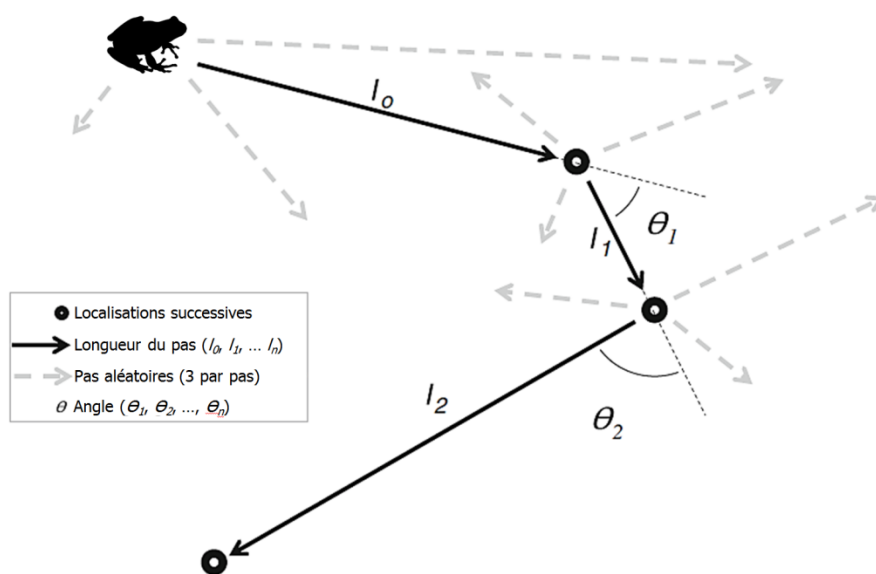 lo
θ1
l1
Localisations successives
Longueur du pas (l0, l1, ... ln)
Pas aléatoires (3 par pas)
θ Angle (θ1, θ2, ..., θn)
l2
θ2